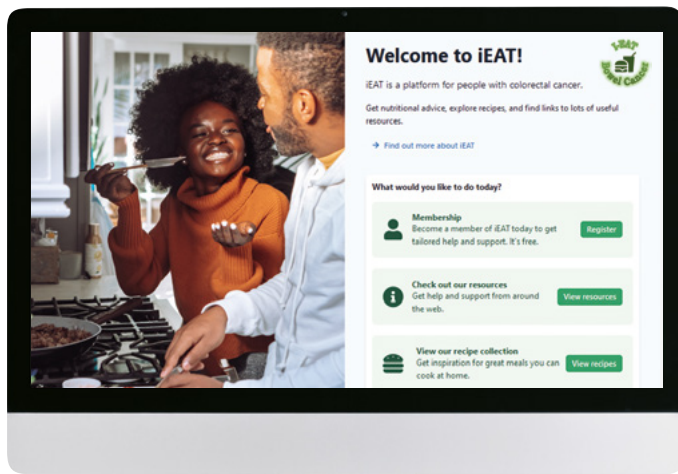 Welcome to iEAT!
I-EAT
Bowel Cancer
iEAT is a platform for people with colorectal cancer.
Get nutritional advice, explore recipes, and find links to lots of useful
resources.
→ Find out more about iEAT
What would you like to do today?
Membership
Become a member of iEAT today to get
tailored help and support. It's free.
Register
Check out our resources
Get help and support from around
the web.
View resources
View our recipe collection
Get inspiration for great meals you can
cook at home.
View recipes